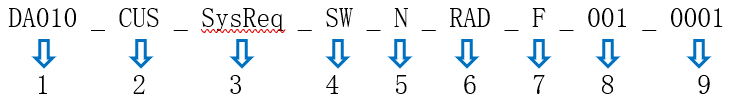 DA010 _ CUS _ SysReq _ SW _ N _ RAD _ F _ 001 _ 0001
1 2 3 4 5 6 7 8 9